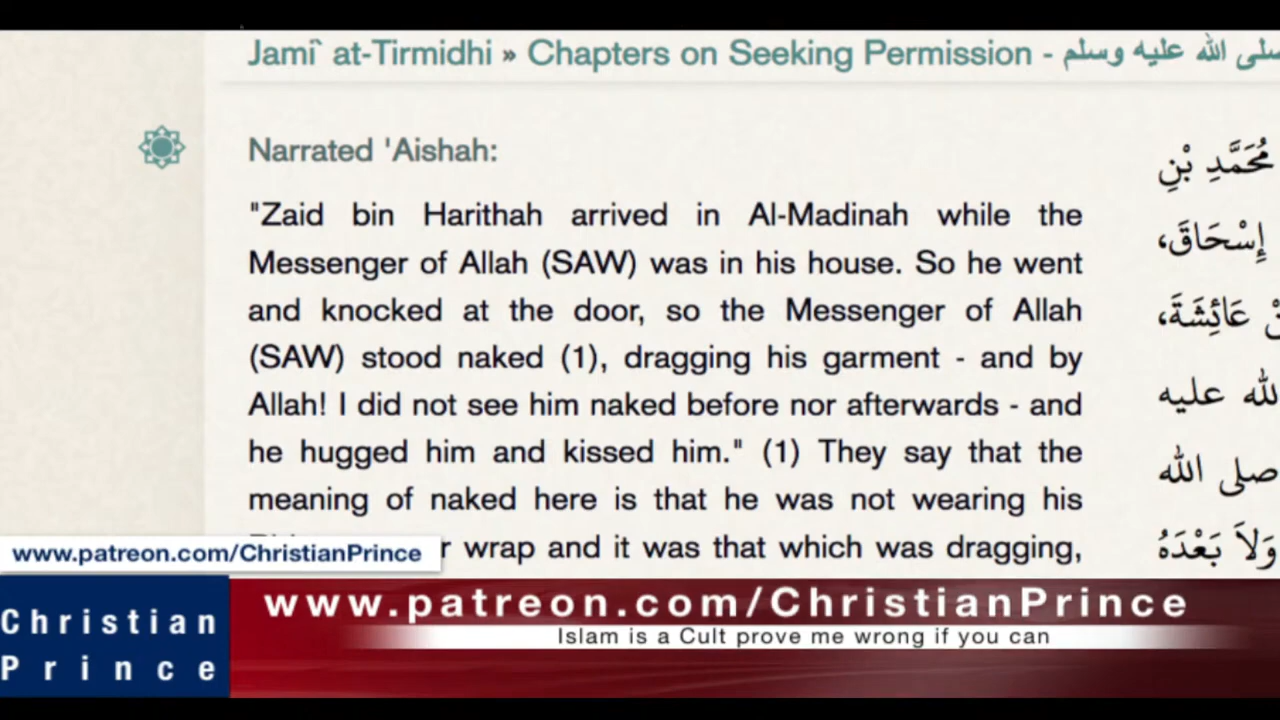 Jami` at-Tirmidhi » Chapters on Seeking Permission - صلى الله عليه وسلم
Narrated 'Aishah:
"Zaid bin Harithah arrived in Al-Madinah while the
Messenger of Allah (SAW) was in his house. So he went
and knocked at the door, so the Messenger of Allah
(SAW) stood naked (1), dragging his garment - and by
Allah! I did not see him naked before nor afterwards - and
he hugged him and kissed him." (1) They say that the
meaning of naked here is that he was not wearing his
wrap and it was that which was dragging,
مُحَمَّدِ بْنِ
إِسْحَاقَ،
عَائِشَةَ،
الله عليه
صلى الله
وَلاَ بَعْدَهُ
www.patreon.com/ChristianPrince
Christian
Prince
www.patreon.com/ChristianPrince
Islam is a Cult prove me wrong if you can